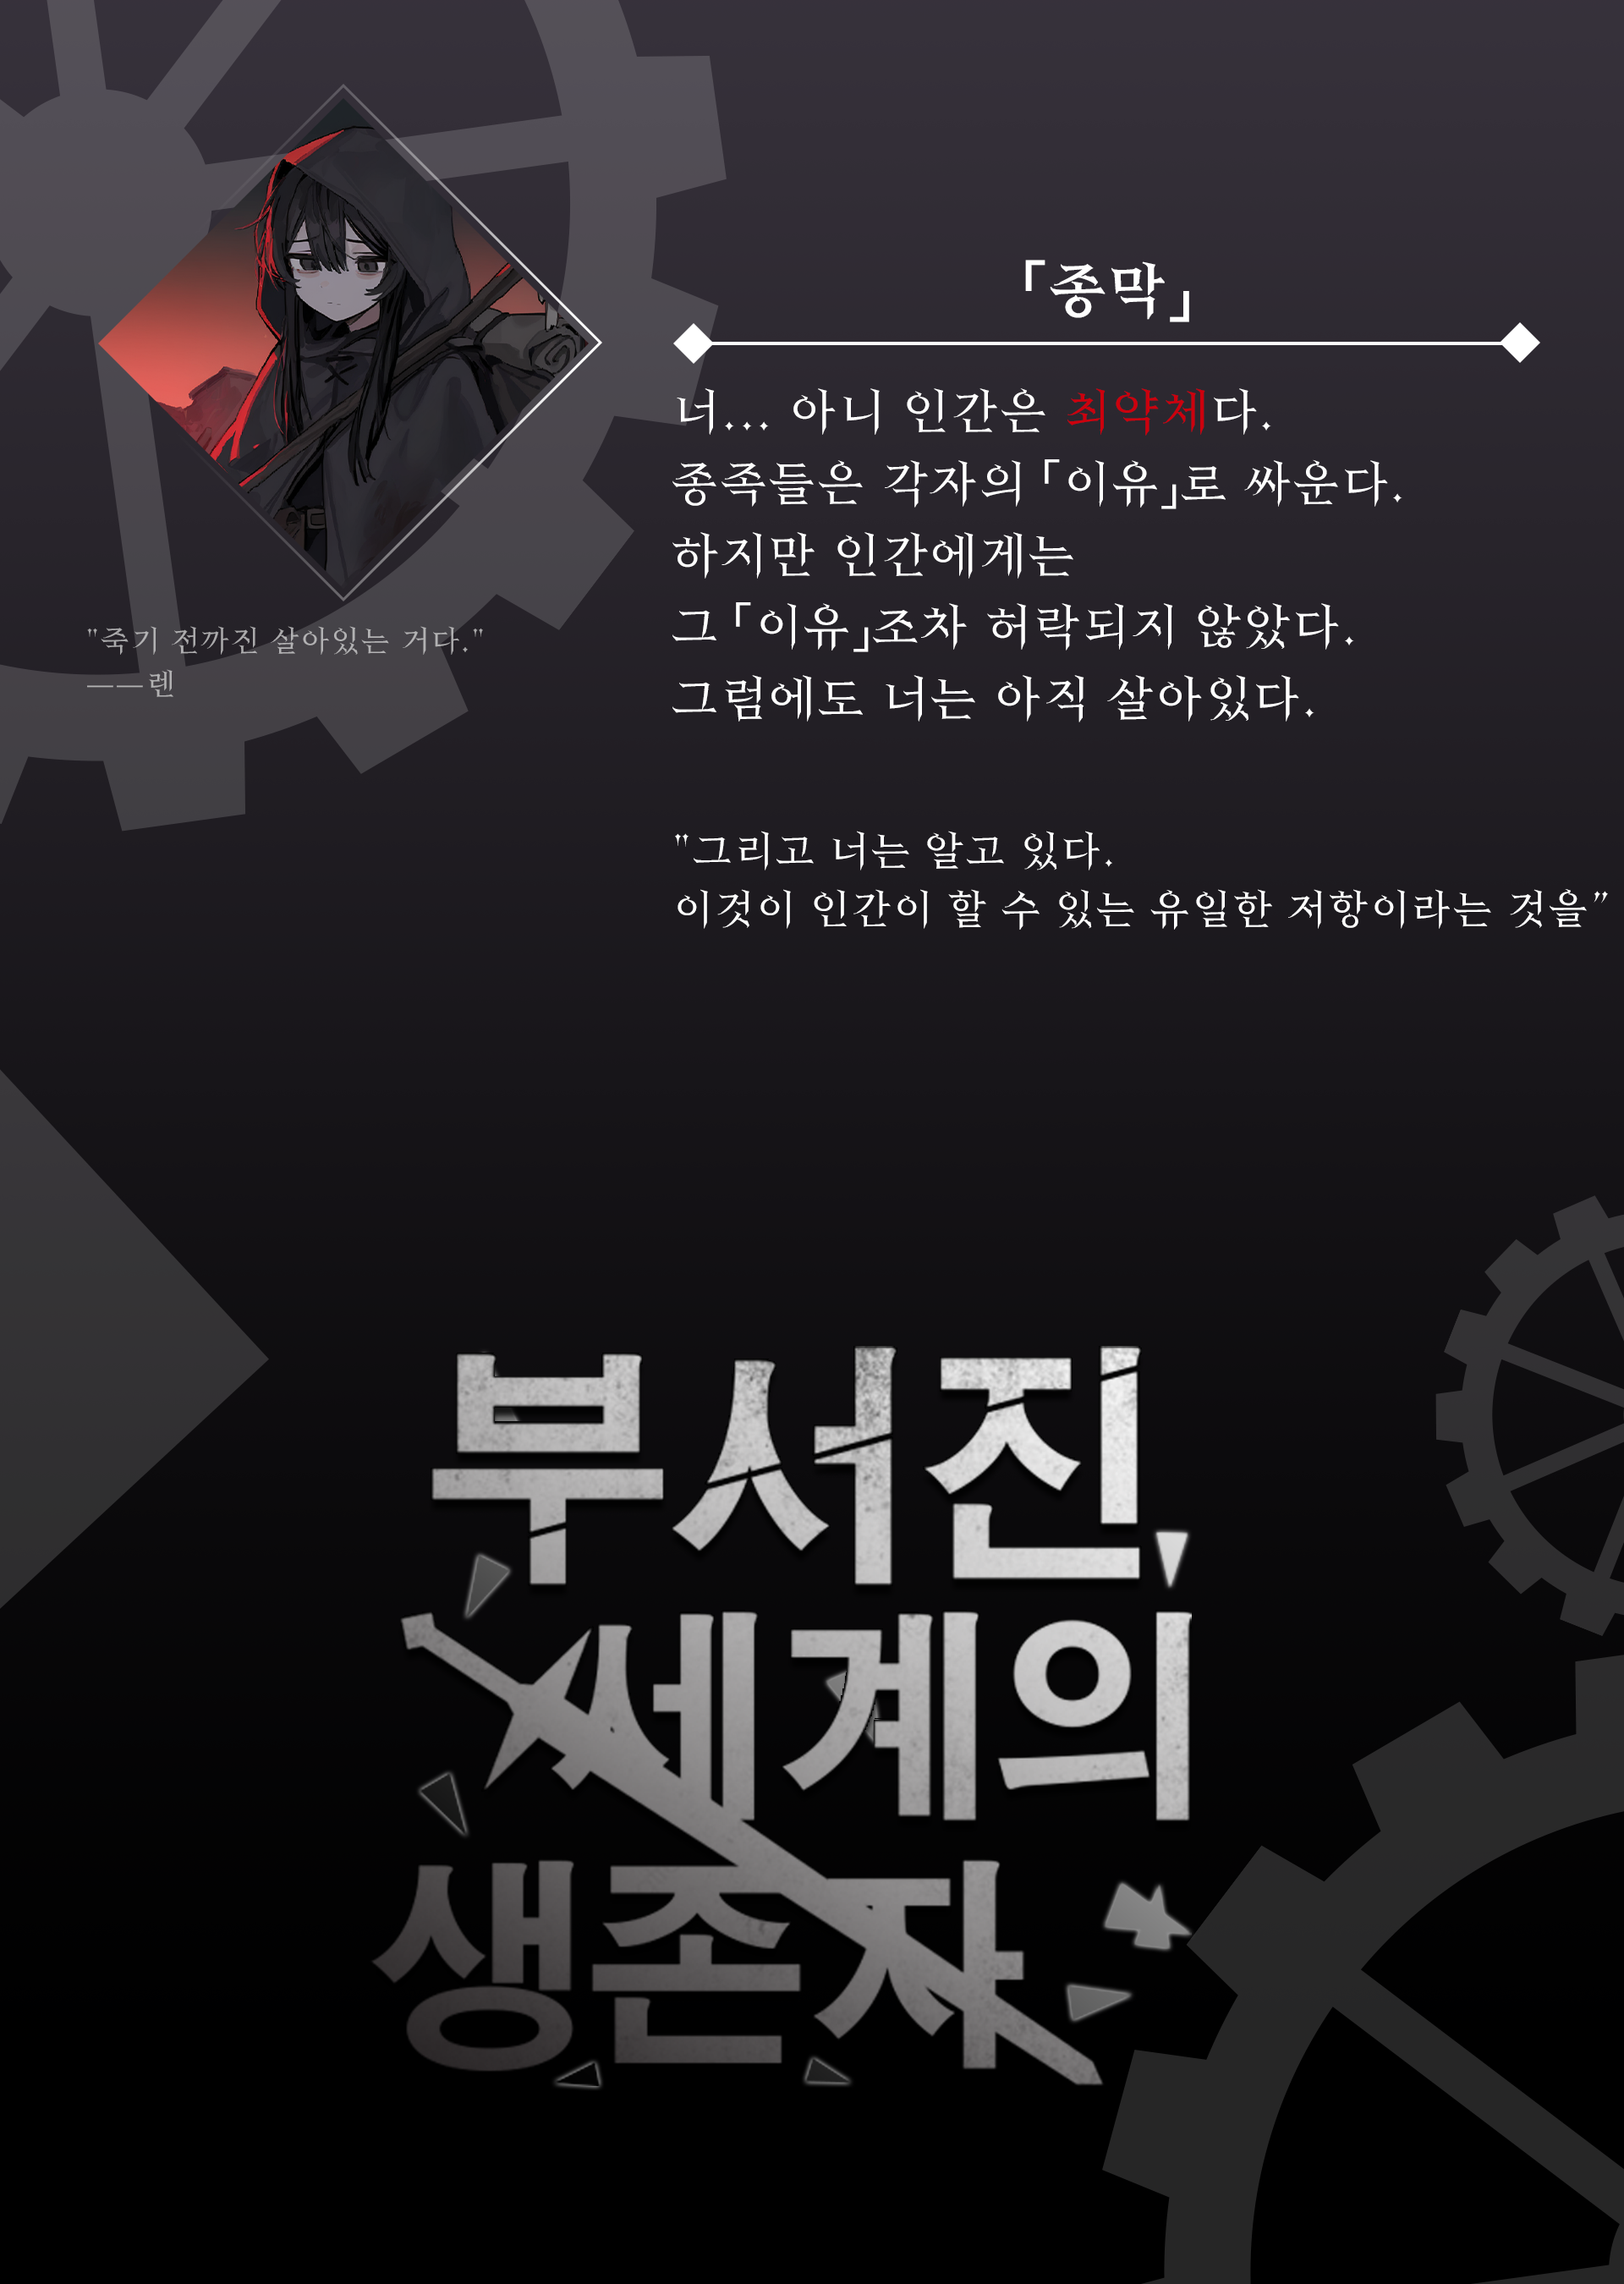 「종막」
너... 아니 인간은 최약체다.
종족들은 각자의 「이유」로 싸운다.
하지만 인간에게는
그 「이유」조차 허락되지 않았다.
그럼에도 너는 아직 살아있다.
"죽기 전까진 살아있는 거다."
——렌
"그리고 너는 알고 있다.
이것이 인간이 할 수 있는 유일한 저항이라는 것을”
부서진
세계의
생존자